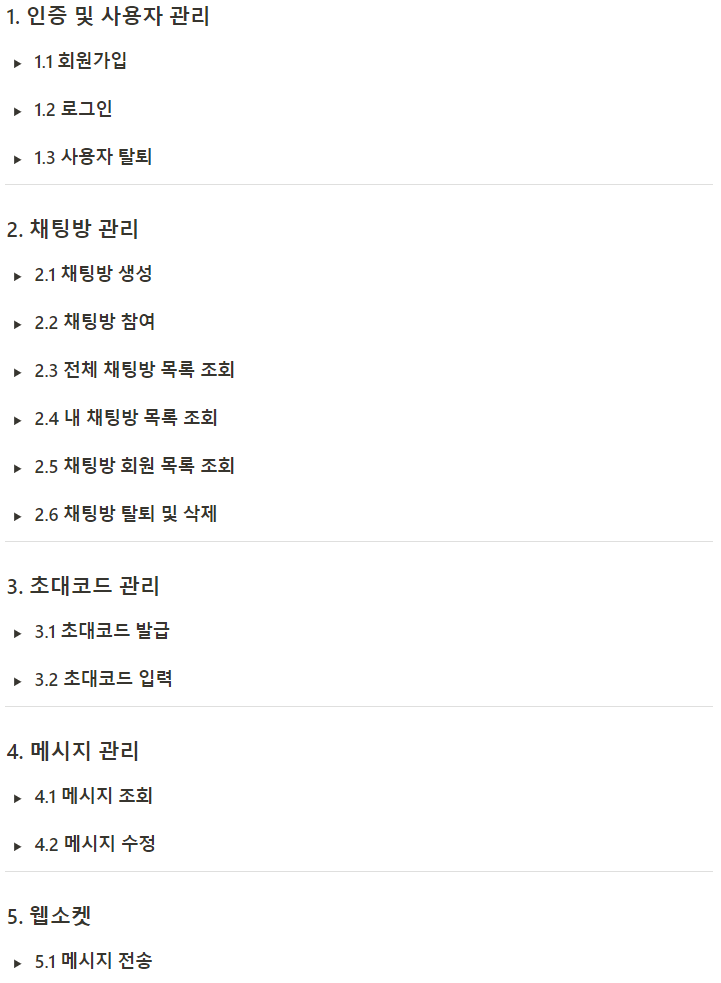 1. 인증 및 사용자 관리
1.1 회원가입
1.2 로그인
1.3 사용자 탈퇴
2. 채팅방 관리
2.1 채팅방 생성
2.2 채팅방 참여
2.3 전체 채팅방 목록 조회
2.4 내 채팅방 목록 조회
2.5 채팅방 회원 목록 조회
2.6 채팅방 탈퇴 및 삭제
3. 초대코드 관리
3.1 초대코드 발급
3.2 초대코드 입력
4. 메시지 관리
4.1 메시지 조회
4.2 메시지 수정
5. 웹소켓
5.1 메시지 전송